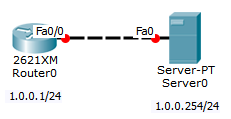 Fa0/0
Fa0
2621XM
Router0
1.0.0.1/24
Server-PT
Server0
1.0.0.254/24